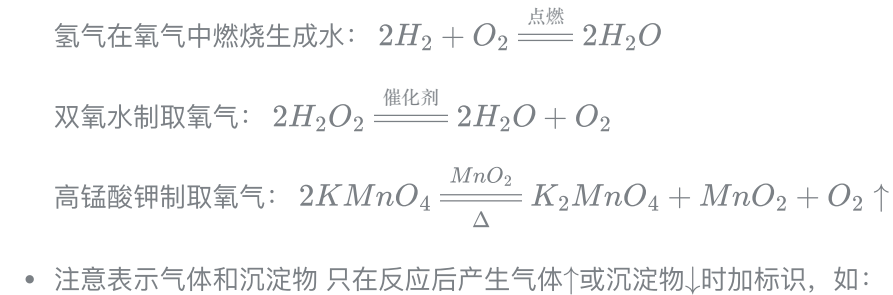 氢气在氧气中燃烧生成水： 2H₂ + O₂ \xlongequal{点燃} 2H₂O
双氧水制取氧气： 2H₂O₂ \xlongequal{催化剂} 2H₂O + O₂
高锰酸钾制取氧气： 2KMnO₄ \xlongequal[Δ]{MnO₂} K₂MnO₄ + MnO₂ + O₂ ↑
• 注意表示气体和沉淀物 只在反应后产生气体↑或沉淀物↓时加标识，如：